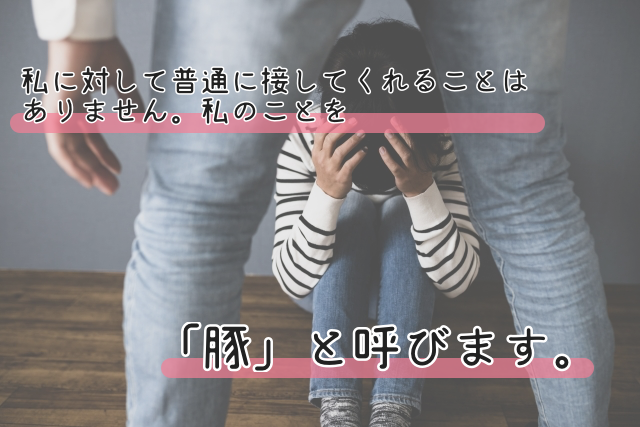 私に対して普通に接してくれることは
ありません。私のことを
「豚」と呼びます。